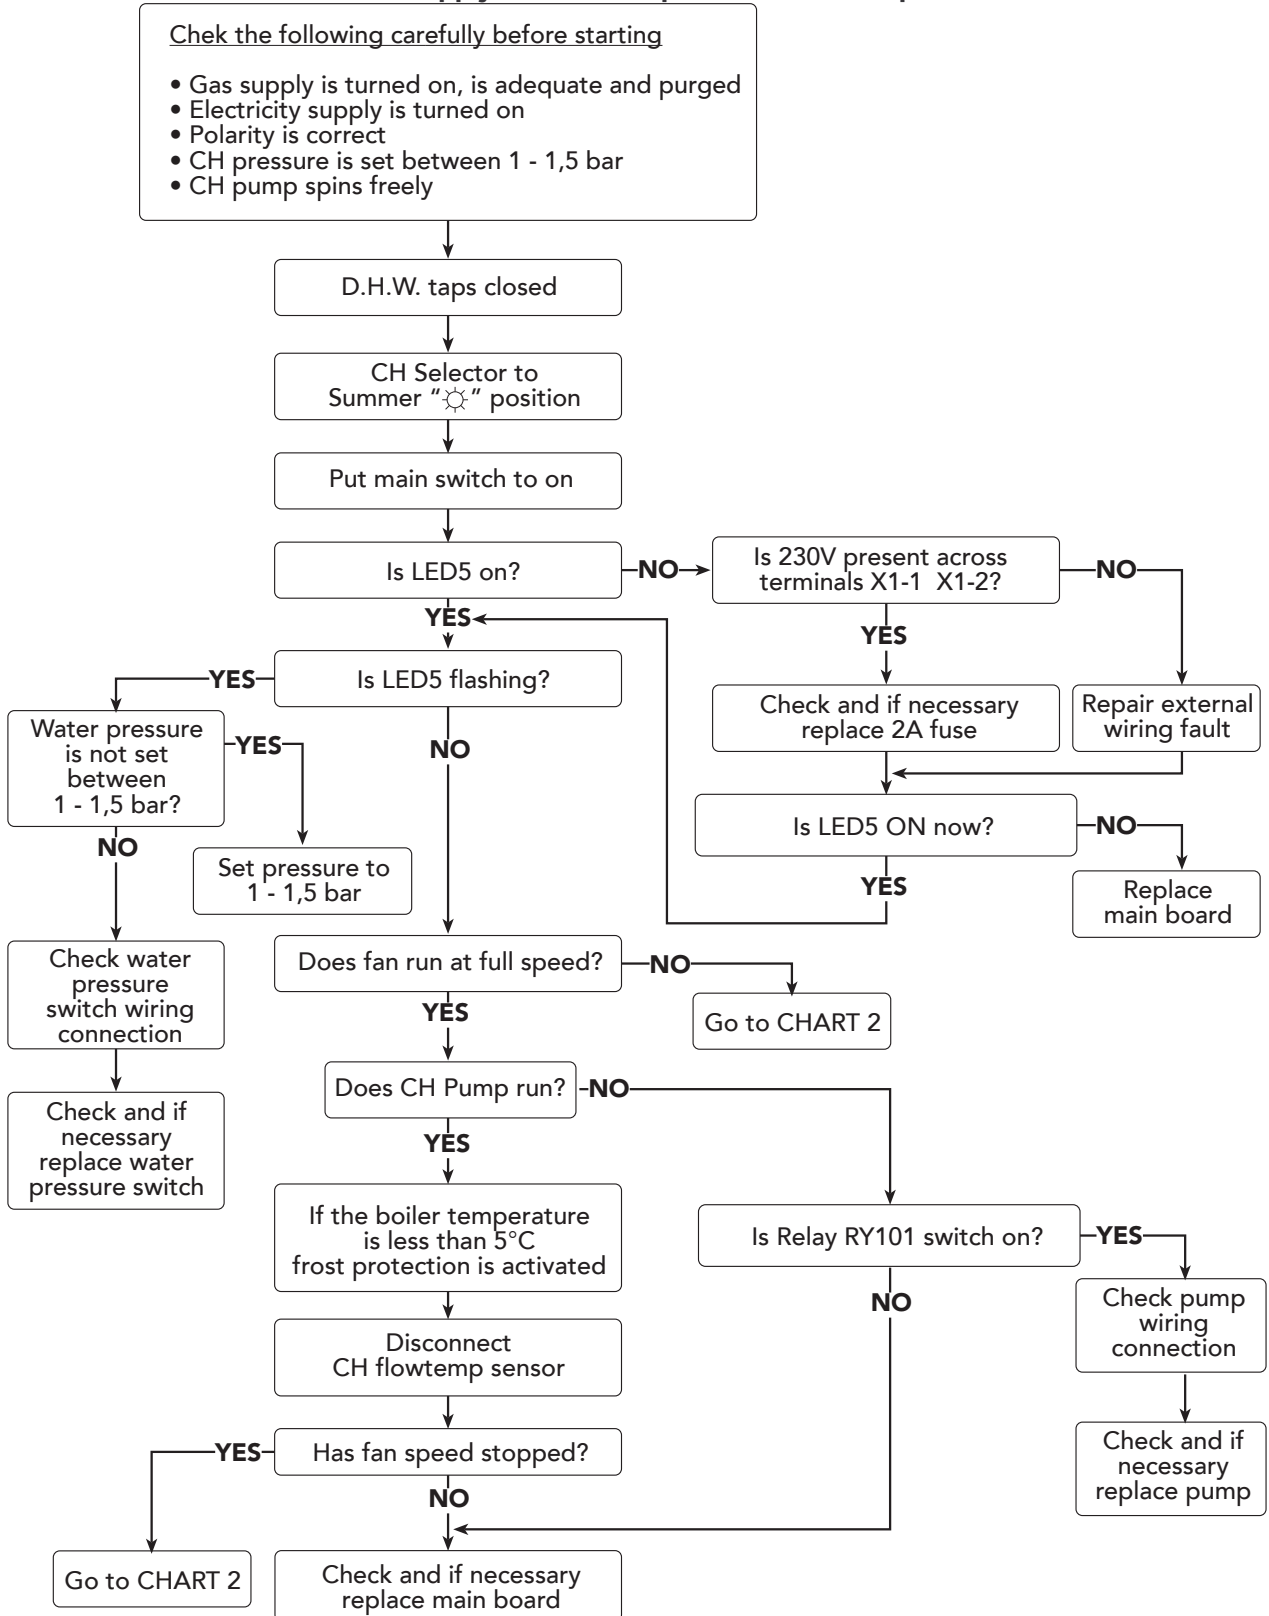 Chek the following carefully before starting
• Gas supply is turned on, is adequate and purged
• Electricity supply is turned on
• Polarity is correct
• CH pressure is set between 1 - 1,5 bar
• CH pump spins freely
D.H.W. taps closed
CH Selector to
Summer “☼“ position
Put main switch to on
Is LED5 on?
NO
Is 230V present across
terminals X1-1 X1-2?
NO
YES
YES
Is LED5 flashing?
YES
Check and if necessary
replace 2A fuse
Repair external
wiring fault
Water pressure
is not set
between
1 - 1,5 bar?
YES
NO
Is LED5 ON now?
NO
NO
Set pressure to
1 - 1,5 bar
YES
Replace
main board
Check water
pressure
switch wiring
connection
Does fan run at full speed?
NO
YES
Go to CHART 2
Does CH Pump run?
NO
Check and if
necessary
replace water
pressure switch
YES
If the boiler temperature
is less than 5°C
frost protection is activated
Is Relay RY101 switch on?
YES
NO
Check pump
wiring
connection
Disconnect
CH flowtemp sensor
YES
Has fan speed stopped?
Check and if
necessary
replace pump
NO
Go to CHART 2
Check and if necessary
replace main board